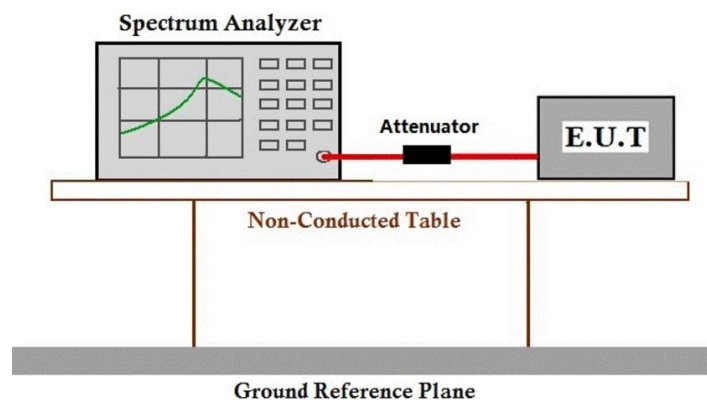 Spectrum Analyzer
Attenuator
E.U.T
Non-Conducted Table
Ground Reference Plane